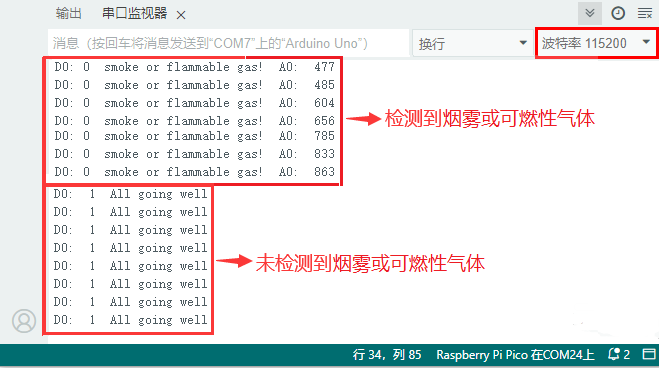 输出 串口监视器
消息（按回车将消息发送到“COM7”上的“Arduino Uno”） 换行 波特率 115200
D0: 0 smoke or flammable gas! A0: 477
D0: 0 smoke or flammable gas! A0: 485
D0: 0 smoke or flammable gas! A0: 604
D0: 0 smoke or flammable gas! A0: 656
D0: 0 smoke or flammable gas! A0: 785
D0: 0 smoke or flammable gas! A0: 833
D0: 0 smoke or flammable gas! A0: 863
检测到烟雾或可燃性气体
D0: 1 All going well
D0: 1 All going well
D0: 1 All going well
D0: 1 All going well
D0: 1 All going well
D0: 1 All going well
D0: 1 All going well
D0: 1 All going well
未检测到烟雾或可燃性气体
行 34，列 85 Raspberry Pi Pico 在COM24上 2